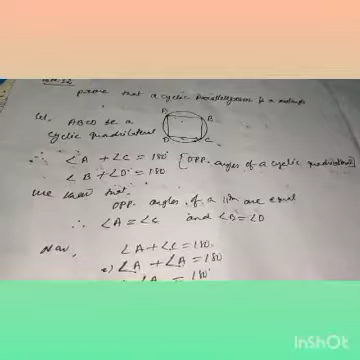 prove that a cyclic parallelogram is a
Let, ABCD be a
cyclic quadrilateral
A
B
D
C
∴ ∠A + ∠C = 180° [opp. angles of a cyclic quadrilateral]
∠B + ∠D = 180
We know that
opp. angles of a ||gm are equal
∴ ∠A = ∠C and ∠B = ∠D
Now, ∠A + ∠C = 180.
∠A + ∠A = 180
∠A = 180°
InShOt